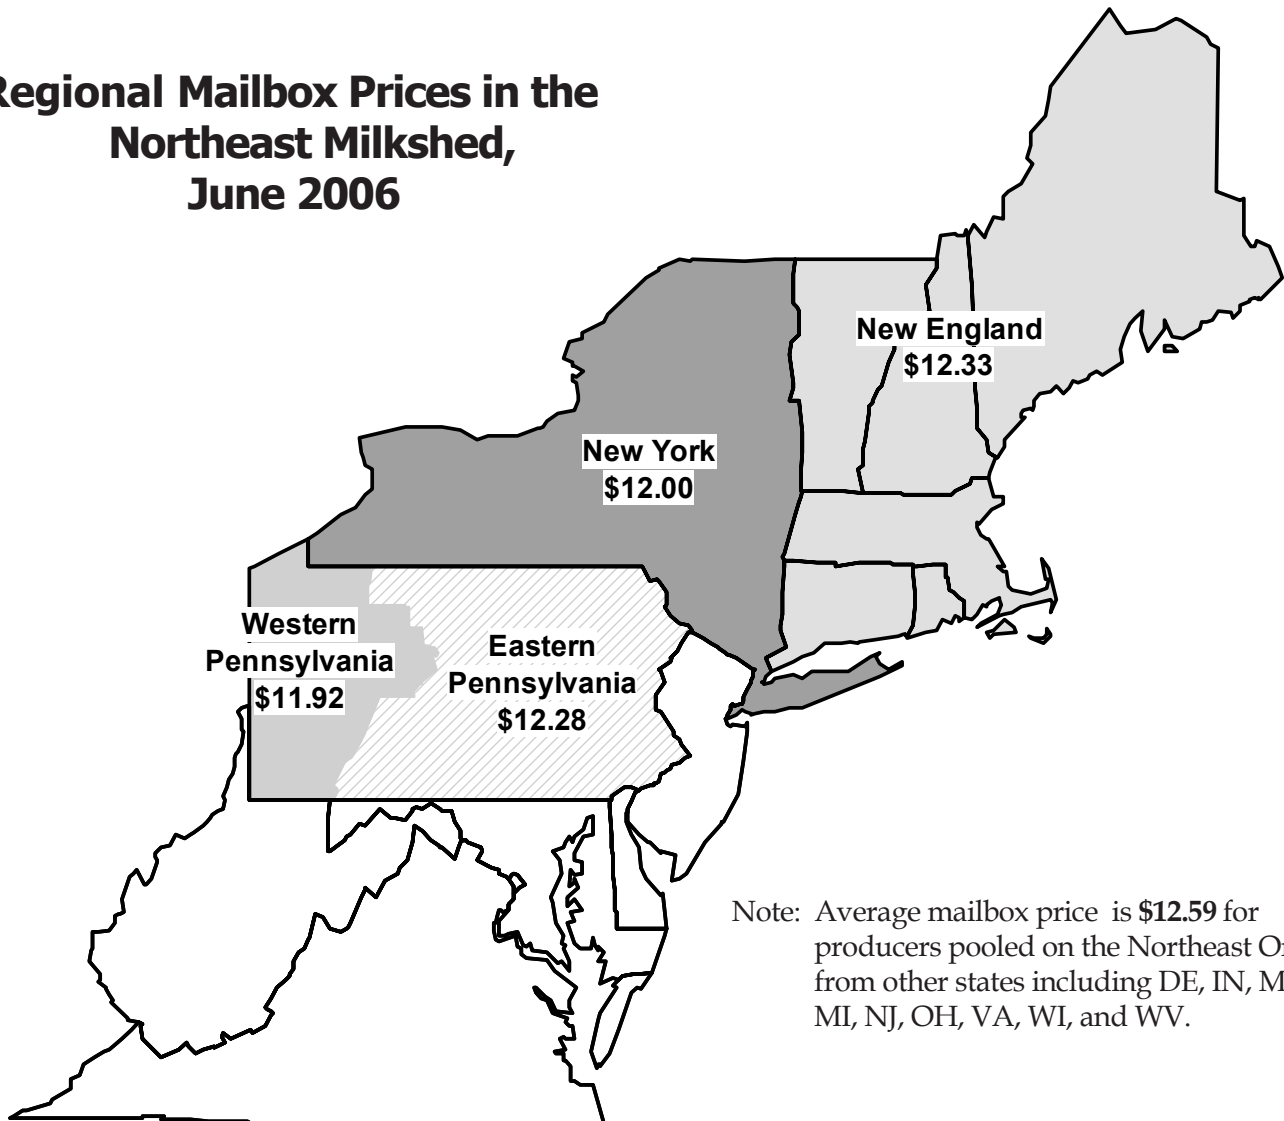 Regional Mailbox Prices in the
Northeast Milkshed,
June 2006
New England
$12.33
New York
$12.00
Western
Pennsylvania
$11.92
Eastern
Pennsylvania
$12.28
Note: Average mailbox price is $12.59 for
producers pooled on the Northeast
from other states including DE, IN,
MI, NJ, OH, VA, WI, and WV.